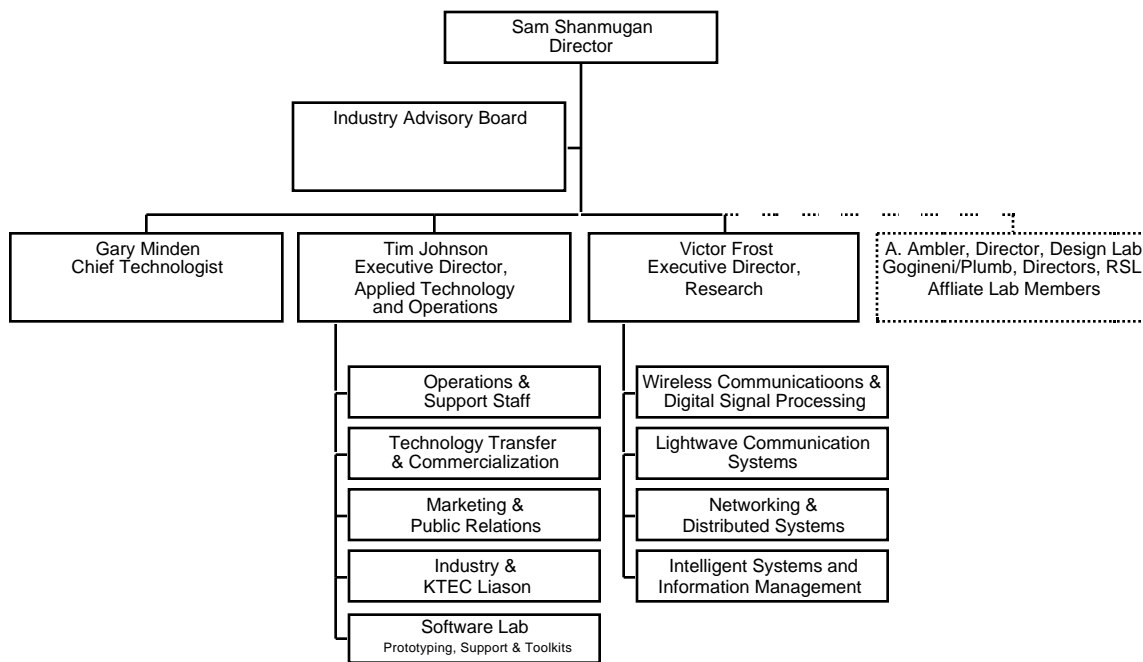 Sam Shanmugan
Director
Industry Advisory Board
Gary Minden
Chief Technologist
Tim Johnson
Executive Director,
Applied Technology
and Operations
Victor Frost
Executive Director,
Research
A. Ambler, Director, Design Lab
Gogineni/Plumb, Directors, RSL
Affliate Lab Members
Operations &
Support Staff
Technology Transfer
& Commercialization
Marketing &
Public Relations
Industry &
KTEC Liason
Software Lab
Prototyping, Support & Toolkits
Wireless Communicatioons &
Digital Signal Processing
Lightwave Communication
Systems
Networking &
Distributed Systems
Intelligent Systems and
Information Management